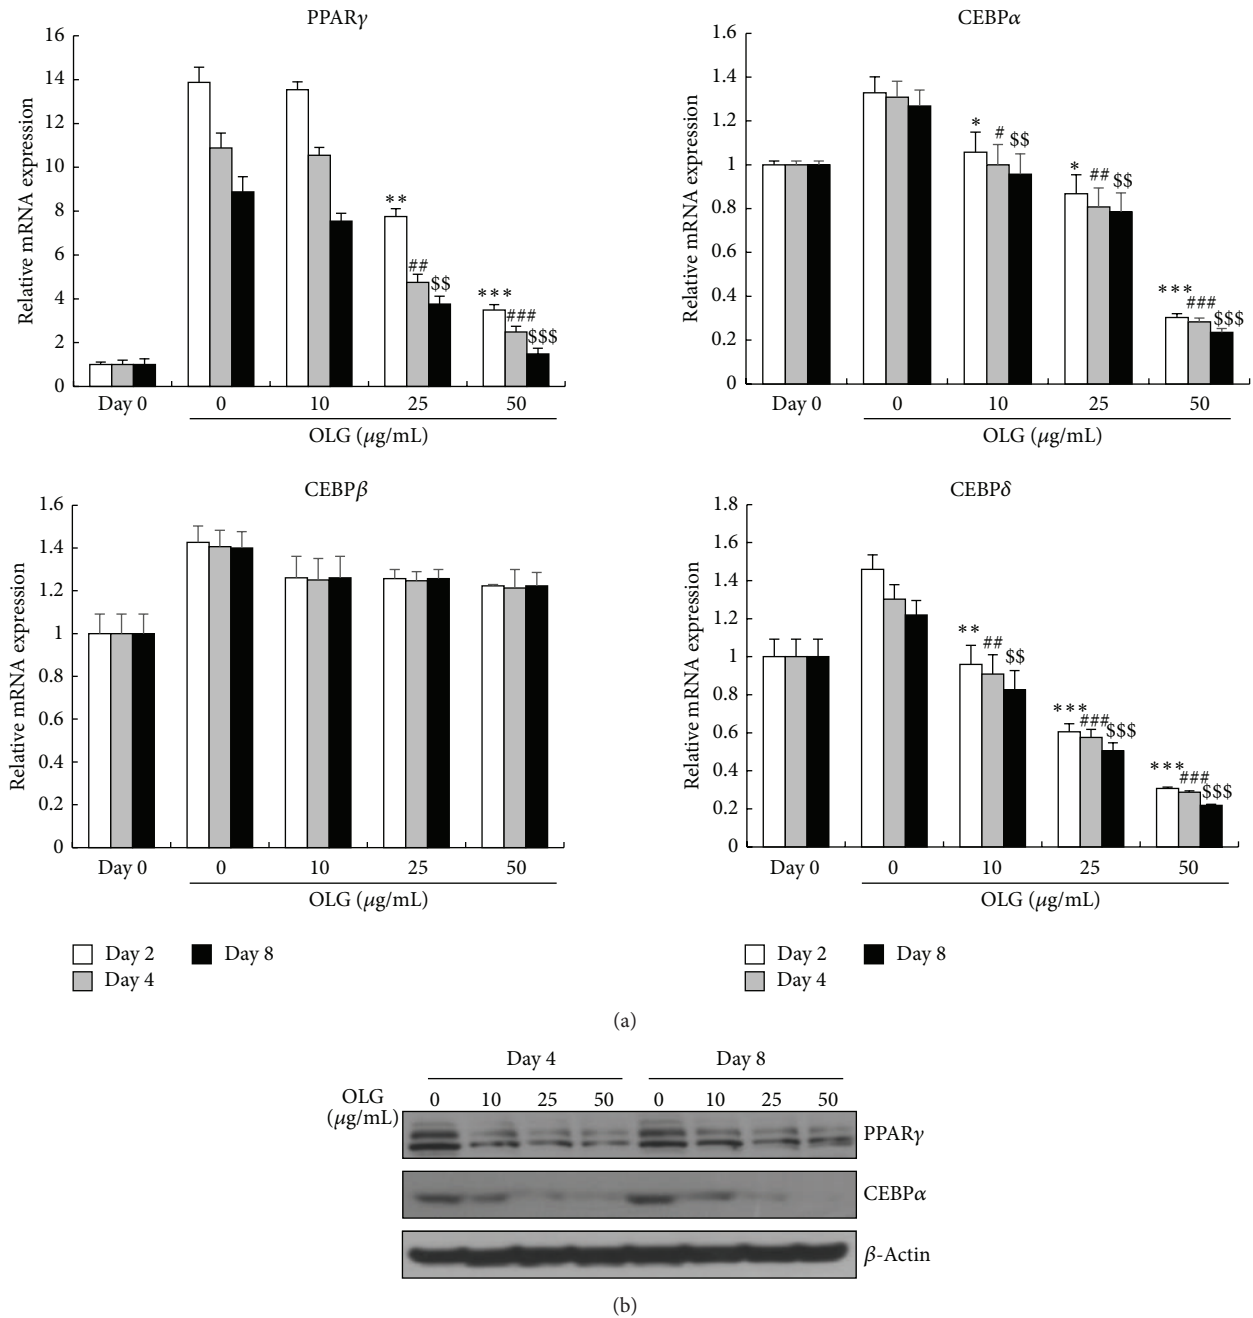 PPARγ
Relative mRNA expression
16
14
12
10
8
6
4
2
0
**
##
$$
***
###
$$$
Day 0 0 10 25 50
OLG (μg/mL)
CEBPα
Relative mRNA expression
1.6
1.4
1.2
1
0.8
0.6
0.4
0.2
0
*
#
$$
*
##
$$
***
###
$$$
Day 0 0 10 25 50
OLG (μg/mL)
CEBPβ
Relative mRNA expression
1.6
1.4
1.2
1
0.8
0.6
0.4
0.2
0
Day 0 0 10 25 50
OLG (μg/mL)
CEBPδ
Relative mRNA expression
1.8
1.6
1.4
1.2
1
0.8
0.6
0.4
0.2
0
**
##
$$
***
###
$$$
***
###
$$$
Day 0 0 10 25 50
OLG (μg/mL)
Day 2 Day 8
Day 4
Day 2 Day 8
Day 4
(a)
Day 4 Day 8
OLG 0 10 25 50 0 10 25 50
(μg/mL)
PPARγ
CEBPα
β-Actin
(b)